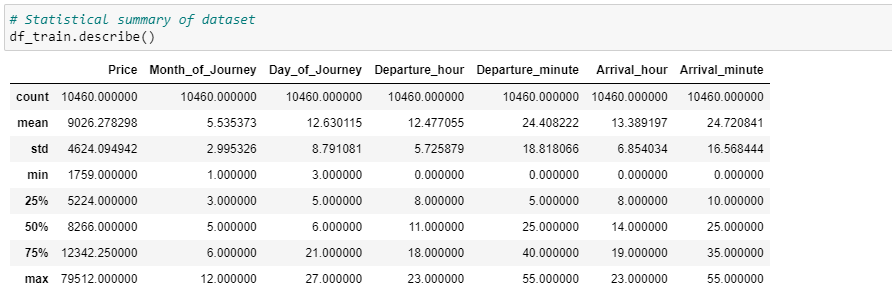 # Statistical summary of dataset
df_train.describe()
Price Month_of_Journey Day_of_Journey Departure_hour Departure_minute Arrival_hour Arrival_minute
count 10460.000000 10460.000000 10460.000000 10460.000000 10460.000000 10460.000000 10460.000000
mean 9026.278298 5.535373 12.630115 12.477055 24.408222 13.389197 24.720841
std 4624.094942 2.995326 8.791081 5.725879 18.818066 6.854034 16.568444
min 1759.000000 1.000000 3.000000 0.000000 0.000000 0.000000 0.000000
25% 5224.000000 3.000000 5.000000 8.000000 5.000000 8.000000 10.000000
50% 8266.000000 5.000000 6.000000 11.000000 25.000000 14.000000 25.000000
75% 12342.250000 6.000000 21.000000 18.000000 40.000000 19.000000 35.000000
max 79512.000000 12.000000 27.000000 23.000000 55.000000 23.000000 55.000000